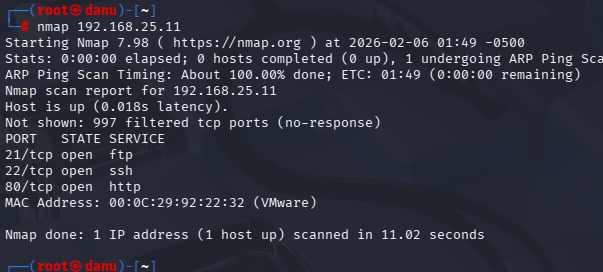 ┌──(root㉿danu)-[~]
└─# nmap 192.168.25.11
Starting Nmap 7.98 ( https://nmap.org ) at 2026-02-06 01:49 -0500
Stats: 0:00:00 elapsed; 0 hosts completed (0 up), 1 undergoing ARP Ping Sca
ARP Ping Scan Timing: About 100.00% done; ETC: 01:49 (0:00:00 remaining)
Nmap scan report for 192.168.25.11
Host is up (0.018s latency).
Not shown: 997 filtered tcp ports (no-response)
PORT   STATE SERVICE
21/tcp open  ftp
22/tcp open  ssh
80/tcp open  http
MAC Address: 00:0C:29:92:22:32 (VMware)
Nmap done: 1 IP address (1 host up) scanned in 11.02 seconds
┌──(root㉿danu)-[~]